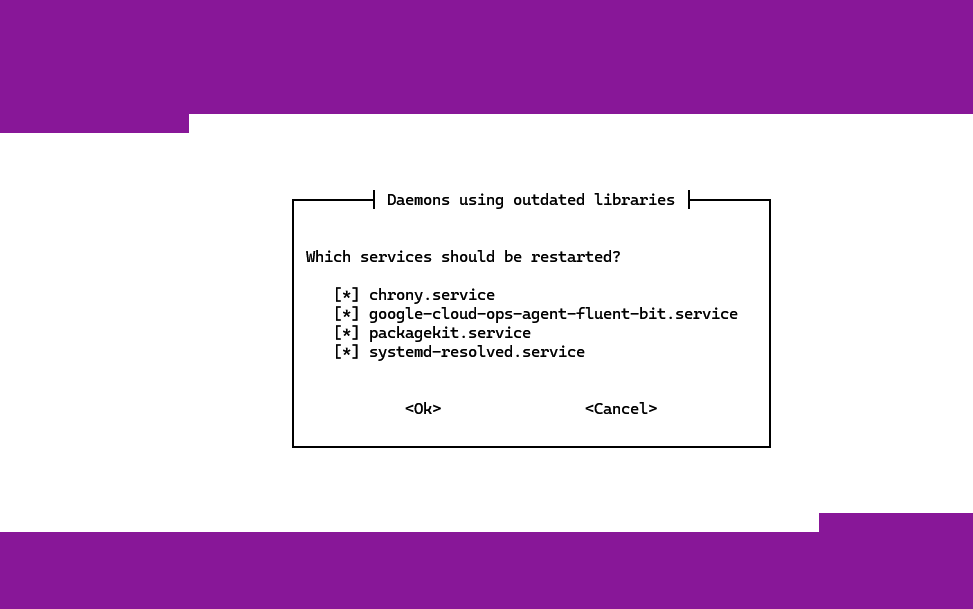 Daemons using outdated libraries
Which services should be restarted?
[*] chrony.service
[*] google-cloud-ops-agent-fluent-bit.service
[*] packagekit.service
[*] systemd-resolved.service
<Ok> <Cancel>